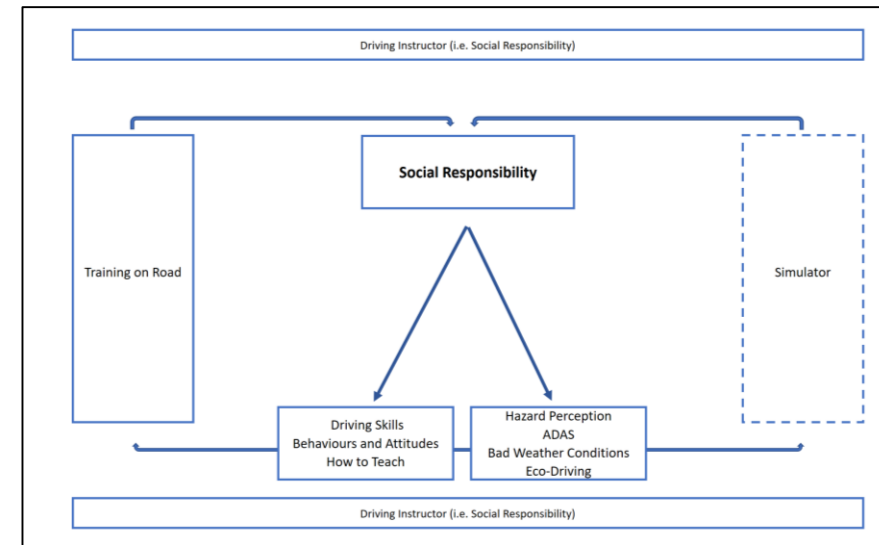 Driving Instructor (i.e. Social Responsibility)
Social Responsibility
Training on Road
Simulator
Driving Skills
Behaviours and Attitudes
How to Teach
Hazard Perception
ADAS
Bad Weather Conditions
Eco-Driving
Driving Instructor (i.e. Social Responsibility)